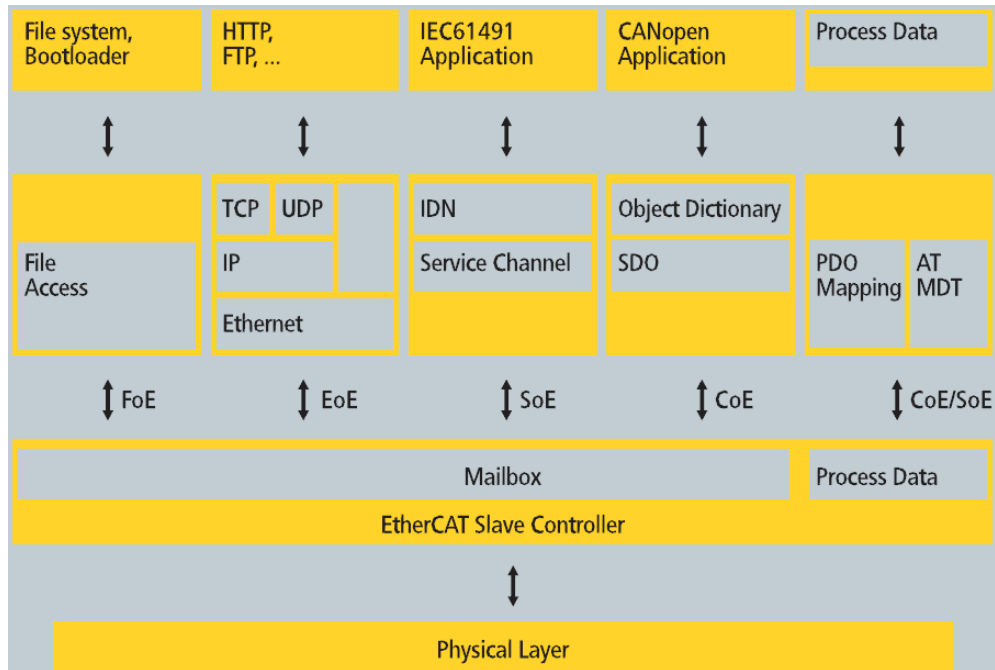 File system,
Bootloader
HTTP,
FTP, ...
IEC61491
Application
CANopen
Application
Process Data
File
Access
TCP
UDP
IP
Ethernet
IDN
Service Channel
Object Dictionary
SDO
PDO
Mapping
AT
MDT
FoE
EoE
SoE
CoE
CoE/SoE
Mailbox
Process Data
EtherCAT Slave Controller
Physical Layer